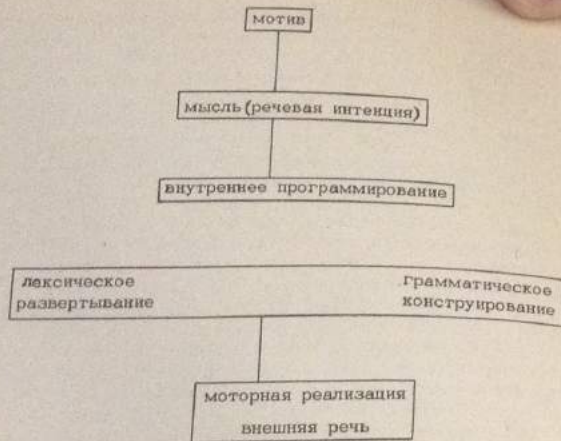 мотив
мысль(речевая интенция)
внутреннее программирование
лексическое грамматическое
развертывание конструирование
моторная реализация
внешняя речь